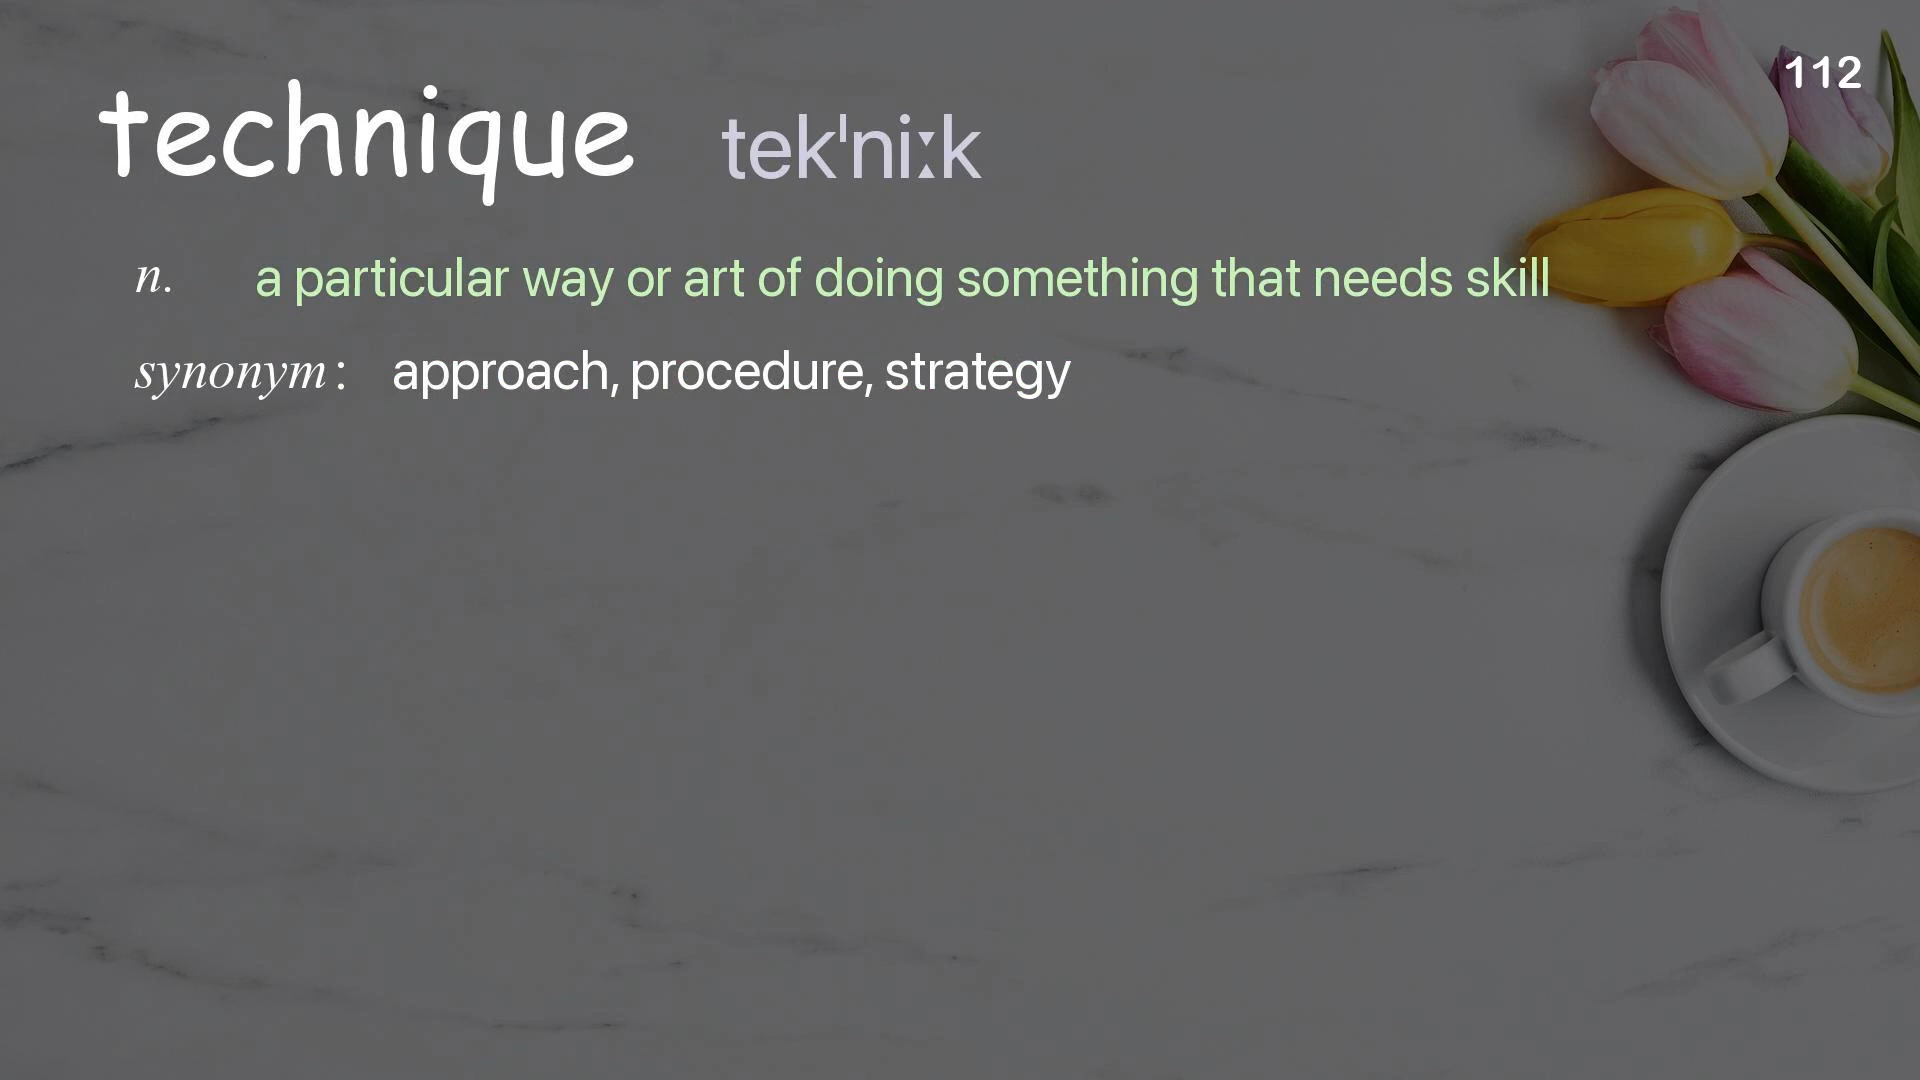 112
technique tekˈniːk
n. a particular way or art of doing something that needs skill
synonym : approach, procedure, strategy